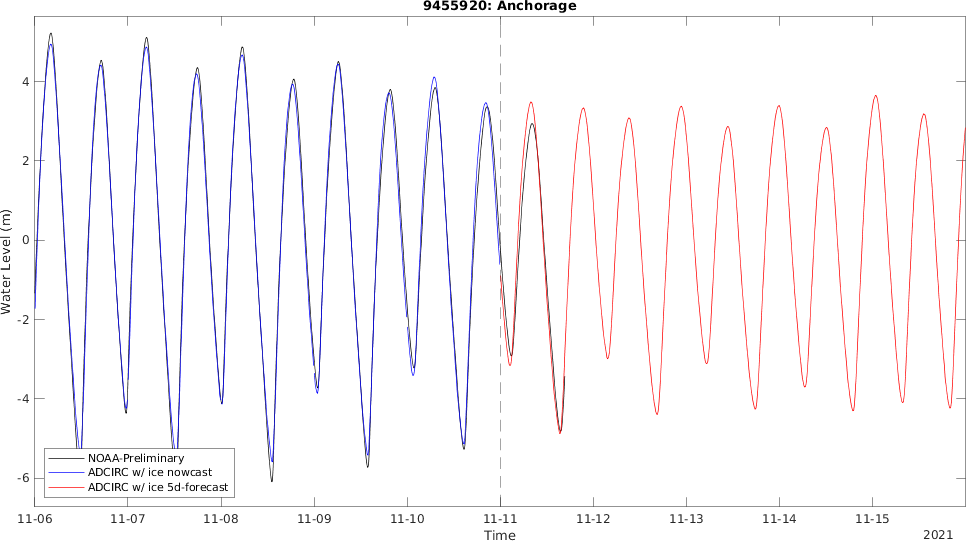 9455920: Anchorage
Water Level (m)
4
2
0
-2
-4
-6
NOAA-Preliminary
ADCIRC w/ ice nowcast
ADCIRC w/ ice 5d-forecast
11-06 11-07 11-08 11-09 11-10 11-11 11-12 11-13 11-14 11-15
Time
2021